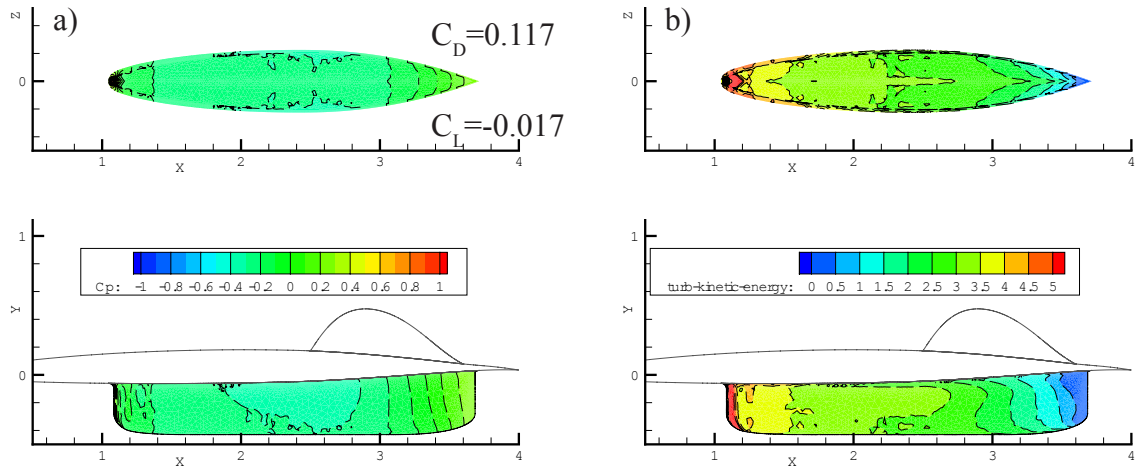 a)
C_D=0.117
C_L=-0.017
Z
0
1 2 3 4
X
b)
Z
0
1 2 3 4
X
1
Y
0
Cp: -1 -0.8 -0.6 -0.4 -0.2 0 0.2 0.4 0.6 0.8 1
1 2 3 4
X
1
Y
0
turb-kinetic-energy: 0 0.5 1 1.5 2 2.5 3 3.5 4 4.5 5
1 2 3 4
X